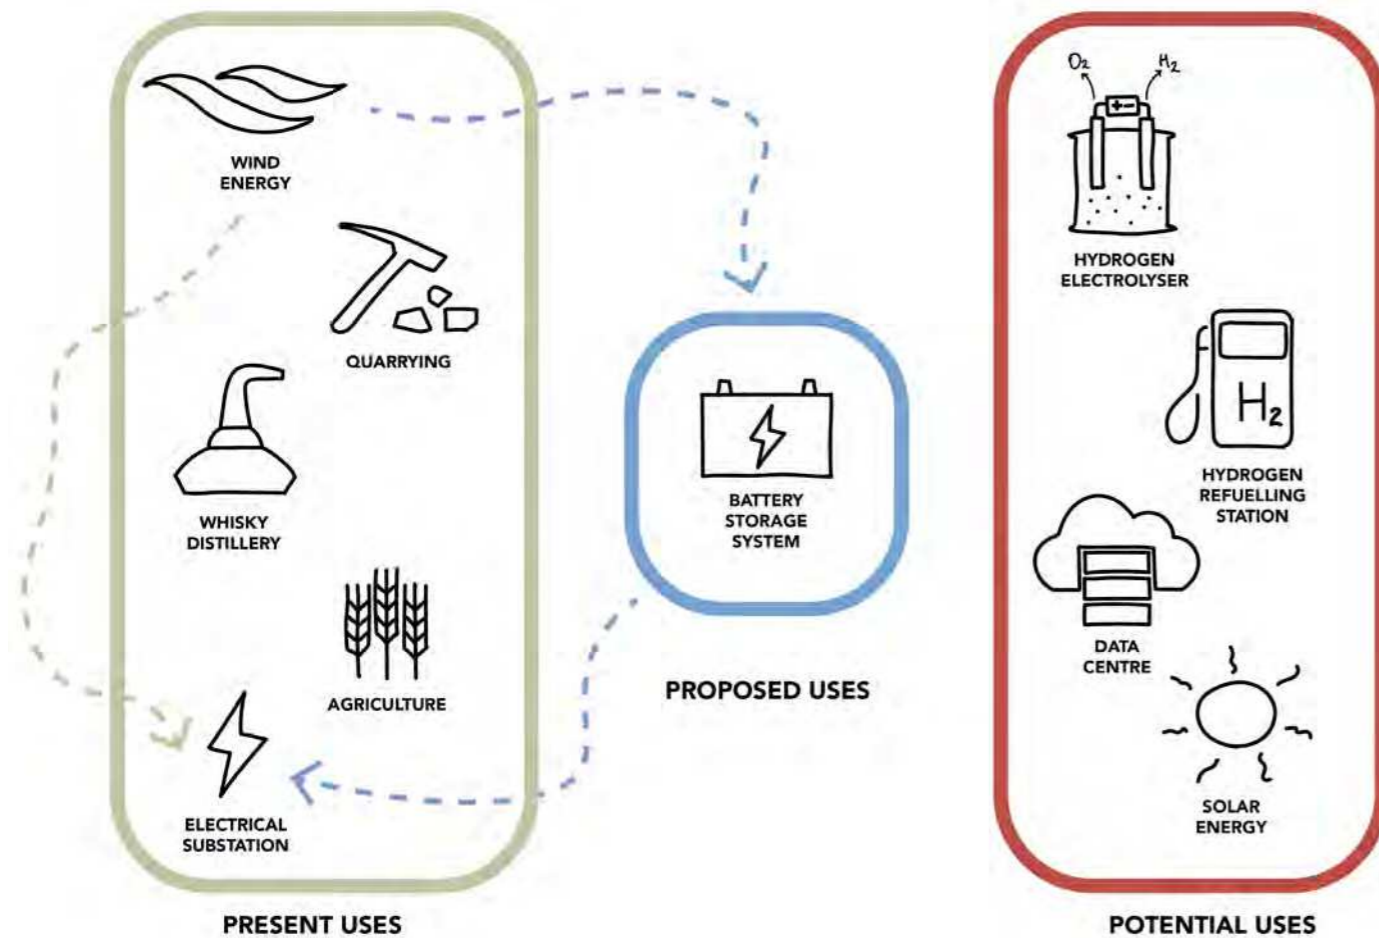 WIND
ENERGY
QUARRYING
WHISKY
DISTILLERY
AGRICULTURE
ELECTRICAL
SUBSTATION
PRESENT USES
BATTERY
STORAGE
SYSTEM
PROPOSED USES
O₂
H₂
+-
HYDROGEN
ELECTROLYSER
H₂
HYDROGEN
REFUELLING
STATION
DATA
CENTRE
SOLAR
ENERGY
POTENTIAL USES